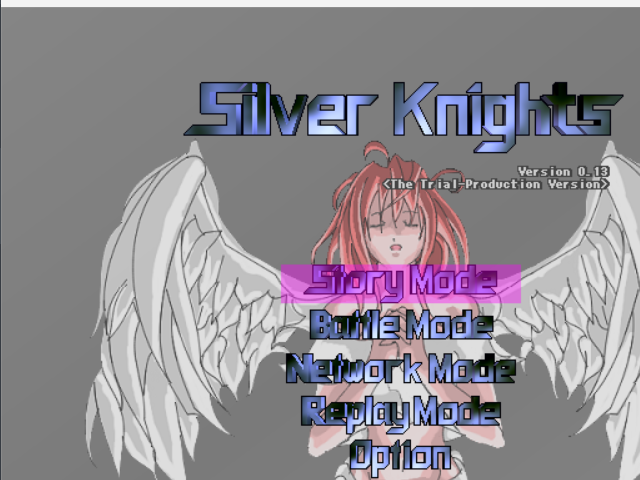 Silver Knights
Version 0.13
<The Trial-Production Version>
Story Mode
Battle Mode
Network Mode
Replay Mode
Option